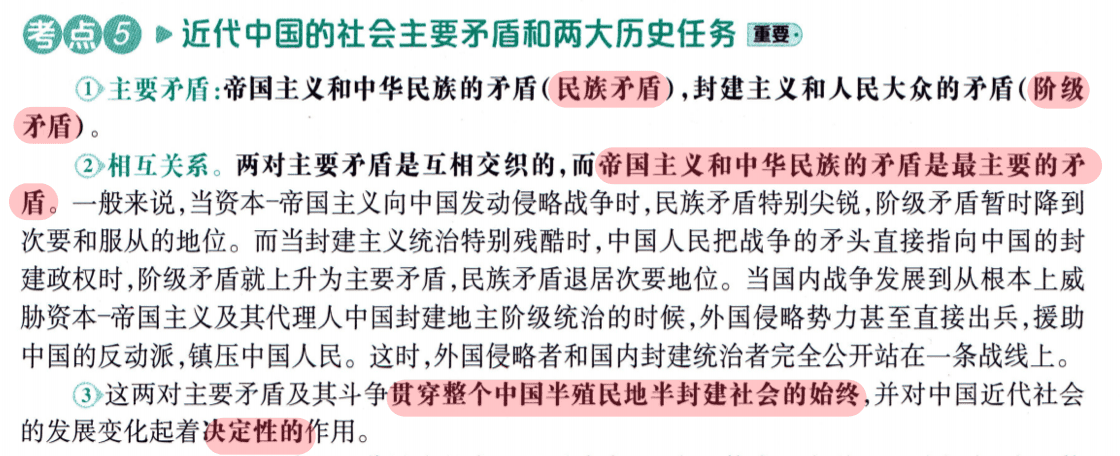 考点5 近代中国的社会主要矛盾和两大历史任务 重要
①主要矛盾:帝国主义和中华民族的矛盾(民族矛盾),封建主义和人民大众的矛盾(阶级
矛盾)。
②相互关系。两对主要矛盾是互相交织的,而帝国主义和中华民族的矛盾是最主要的矛
盾。一般来说,当资本-帝国主义向中国发动侵略战争时,民族矛盾特别尖锐,阶级矛盾暂时降到
次要和服从的地位。而当封建主义统治特别残酷时,中国人民把战争的矛头直接指向中国的封
建政权时,阶级矛盾就上升为主要矛盾,民族矛盾退居次要地位。当国内战争发展到从根本上威
胁资本-帝国主义及其代理人中国封建地主阶级统治的时候,外国侵略势力甚至直接出兵,援助
中国的反动派,镇压中国人民。这时,外国侵略者和国内封建统治者完全公开站在一条战线上。
③这两对主要矛盾及其斗争贯穿整个中国半殖民地半封建社会的始终,并对中国近代社会
的发展变化起着决定性的作用。